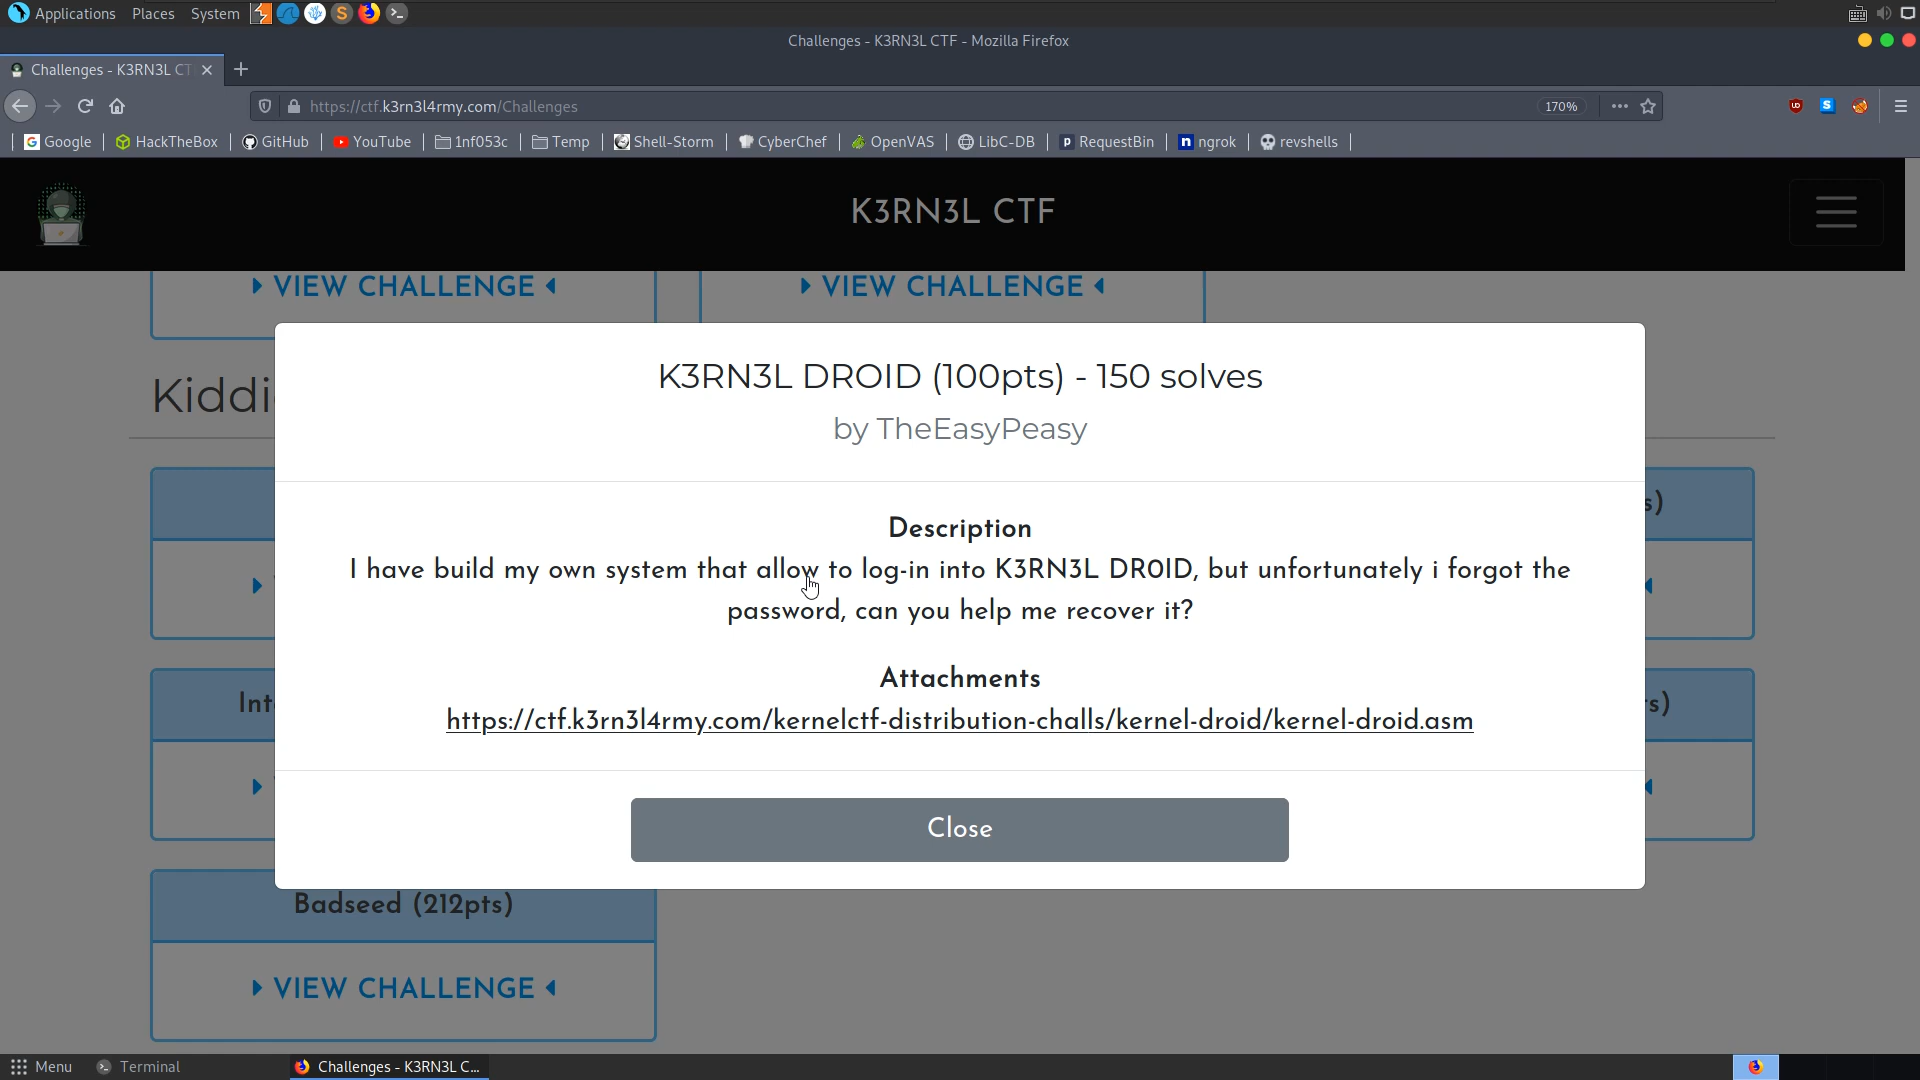 Applications Places System
Challenges - K3RN3L CTF - Mozilla Firefox
Challenges - K3RN3L CT
https://ctf.k3rn3l4rmy.com/Challenges 170%
Google HackTheBox GitHub YouTube 1nf053c Temp Shell-Storm CyberChef OpenVAS LibC-DB RequestBin ngrok revshells
K3RN3L CTF
VIEW CHALLENGE VIEW CHALLENGE
K3RN3L DROID (100pts) - 150 solves
Kiddi
by TheEasyPeasy
s)
Description
I have build my own system that allow to log-in into K3RN3L DR0ID, but unfortunately i forgot the
password, can you help me recover it?
Attachments
Int
s)
https://ctf.k3rn3l4rmy.com/kernelctf-distribution-challs/kernel-droid/kernel-droid.asm
Close
Badseed (212pts)
VIEW CHALLENGE
Menu Terminal Challenges - K3RN3L C...